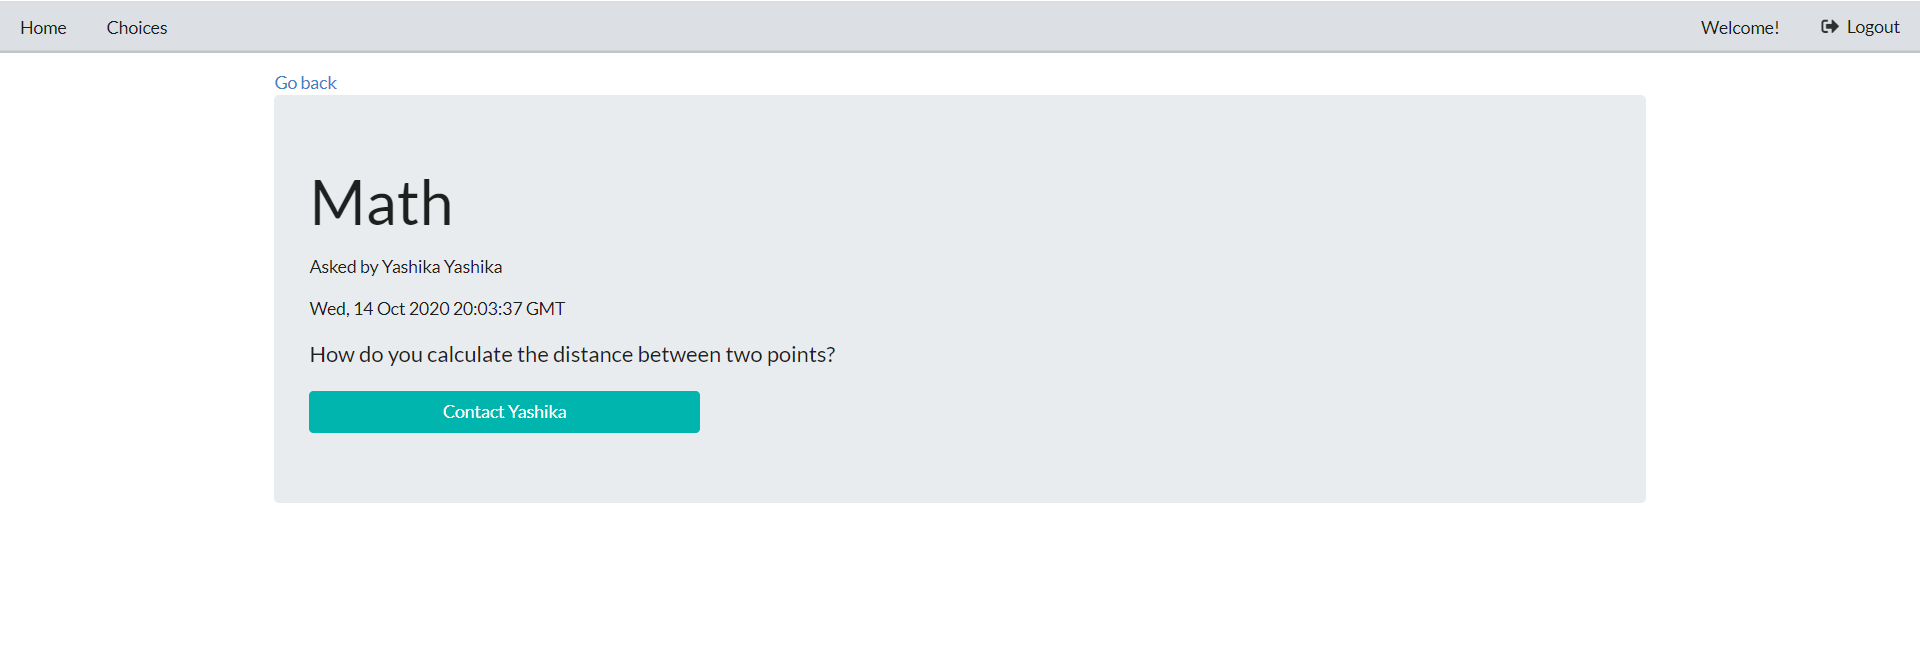 Home Choices Welcome! Logout
Go back
Math
Asked by Yashika Yashika
Wed, 14 Oct 2020 20:03:37 GMT
How do you calculate the distance between two points?
Contact Yashika